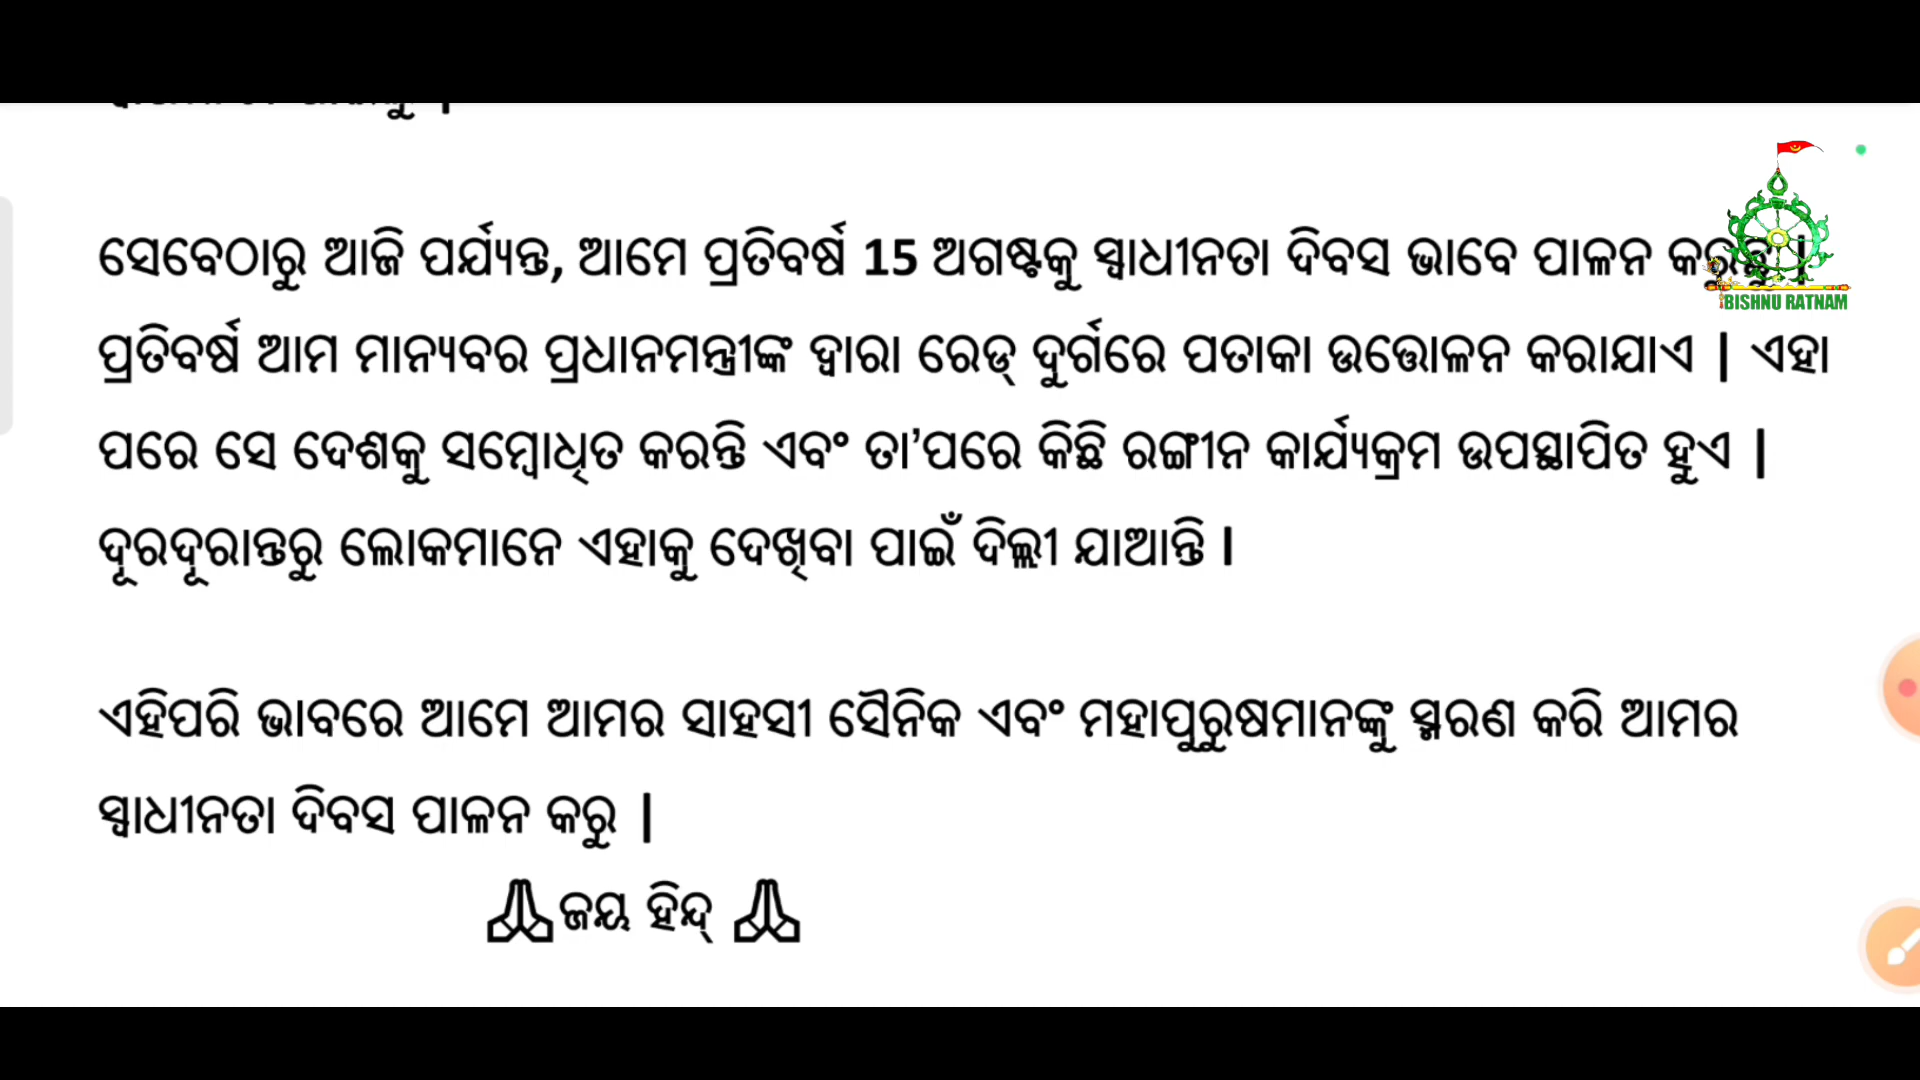 ସେବେଠାରୁ ଆଜି ପର୍ଯ୍ୟନ୍ତ, ଆମେ ପ୍ରତିବର୍ଷ 15 ଅଗଷ୍ଟକୁ ସ୍ୱାଧୀନତା ଦିବସ ଭାବେ ପାଳନ
BISHNU RATNAM
ପ୍ରତିବର୍ଷ ଆମ ମାନ୍ୟବର ପ୍ରଧାନମନ୍ତ୍ରୀଙ୍କ ଦ୍ୱାରା ରେଡ୍ ଦୁର୍ଗରେ ପତାକା ଉତ୍ତୋଳନ କରାଯାଏ | ଏହା
ପରେ ସେ ଦେଶକୁ ସମ୍ବୋଧିତ କରନ୍ତି ଏବଂ ତା'ପରେ କିଛି ରଙ୍ଗୀନ କାର୍ଯ୍ୟକ୍ରମ ଉପସ୍ଥାପିତ ହୁଏ |
ଦୂରଦୂରାନ୍ତରୁ ଲୋକମାନେ ଏହାକୁ ଦେଖିବା ପାଇଁ ଦିଲ୍ଲୀ ଯାଆନ୍ତି l
ଏହିପରି ଭାବରେ ଆମେ ଆମର ସାହସୀ ସୈନିକ ଏବଂ ମହାପୁରୁଷମାନଙ୍କୁ ସ୍ମରଣ କରି ଆମର
ସ୍ୱାଧୀନତା ଦିବସ ପାଳନ କରୁ |
🙏ଜୟ ହିନ୍ଦ୍ 🙏